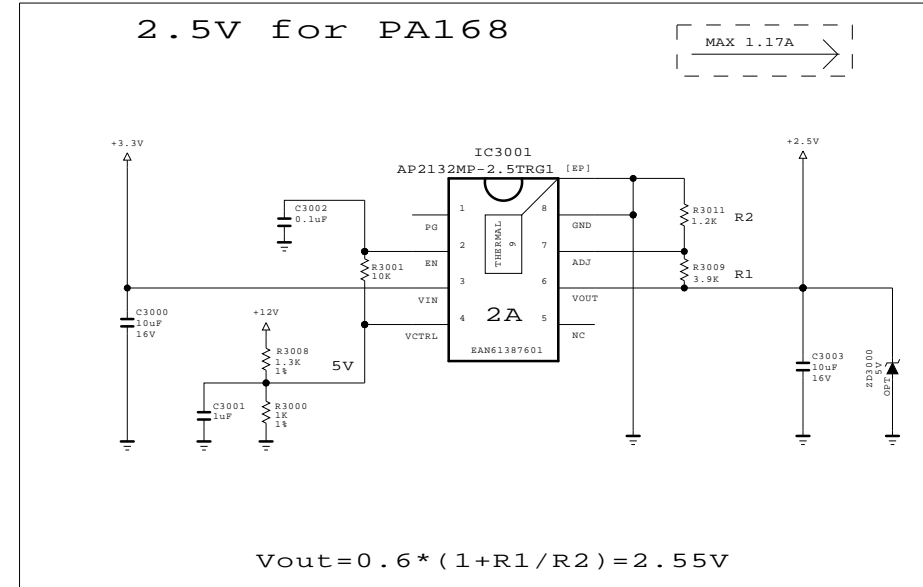 2.5V for PA168
MAX 1.17A
+3.3V
+2.5V
IC3001
AP2132MP-2.5TRG1 [EP]
C3002
0.1uF
R3001
10K
1
PG
2
EN
3
VIN
4
VCTRL
THERMAL
9
2A
EAN61387601
8
GND
7
ADJ
6
VOUT
5
NC
R3011
1.2K
R2
R3009
3.9K
R1
C3000
10uF
16V
+12V
R3008
1.3K
1%
5V
C3001
1uF
R3000
1K
1%
C3003
10uF
16V
ZD3000
5V
OPT
Vout=0.6*(1+R1/R2)=2.55V